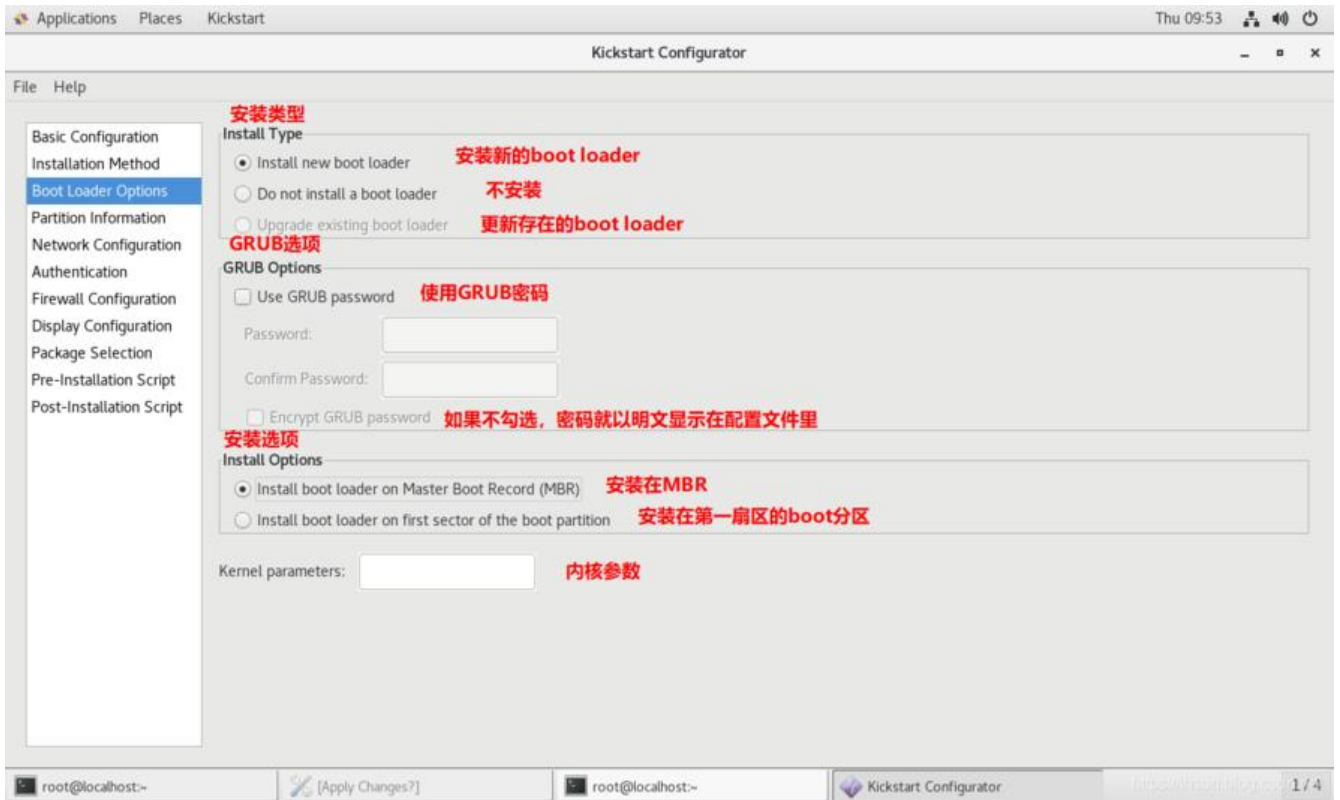 Applications Places Kickstart Thu 09:53
Kickstart Configurator
File Help
Basic Configuration
Installation Method
Boot Loader Options
Partition Information
Network Configuration
Authentication
Firewall Configuration
Display Configuration
Package Selection
Pre-Installation Script
Post-Installation Script
安装类型
Install Type
Install new boot loader 安装新的boot loader
Do not install a boot loader 不安装
Upgrade existing boot loader 更新存在的boot loader
GRUB选项
GRUB Options
Use GRUB password 使用GRUB密码
Password:
Confirm Password:
Encrypt GRUB password 如果不勾选，密码就以明文显示在配置文件里
安装选项
Install Options
Install boot loader on Master Boot Record (MBR) 安装在MBR
Install boot loader on first sector of the boot partition 安装在第一扇区的boot分区
Kernel parameters: 内核参数
root@localhost:~ [Apply Changes?] root@localhost:~ Kickstart Configurator 1 / 4